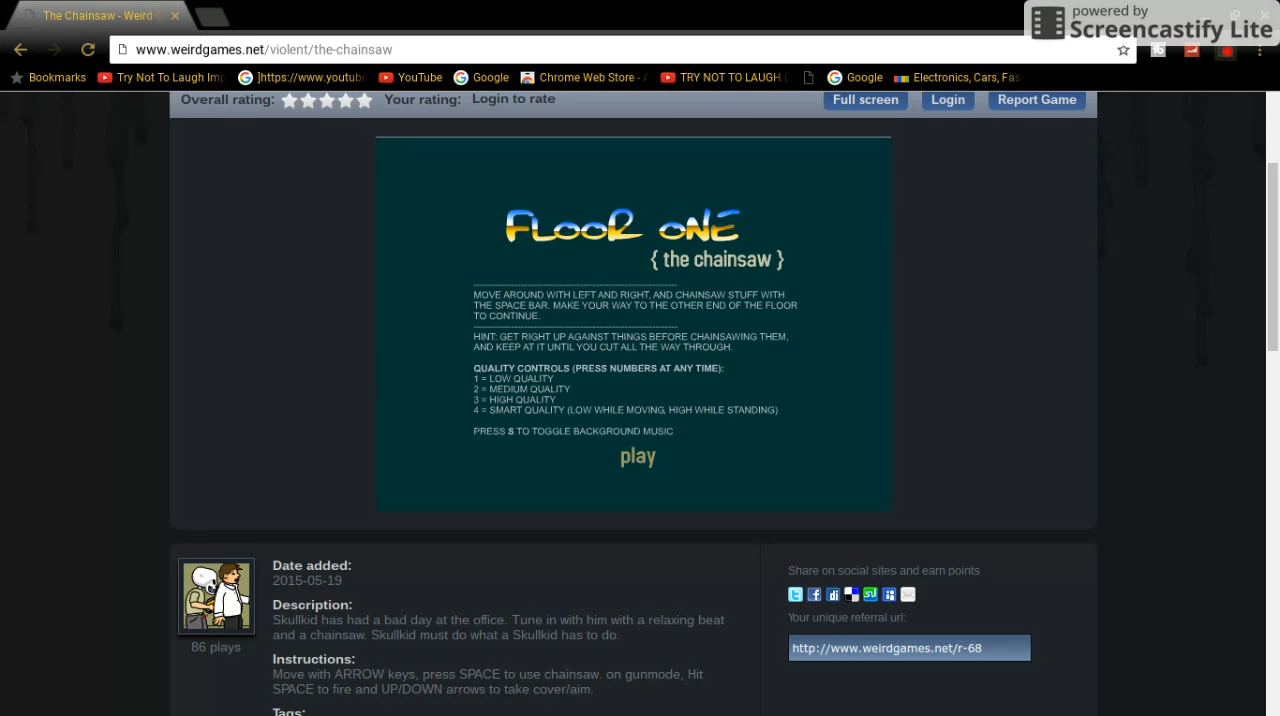 The Chainsaw - Weird G
powered by
Screencastify Lite
www.weirdgames.net/violent/the-chainsaw
Bookmarks Try Not To Laugh Imp ]https://www.youtube YouTube Google Chrome Web Store - TRY NOT TO LAUGH ( Google Electronics, Cars, Fas
Overall rating: Your rating: Login to rate Full screen Login Report Game
FLOOR ONE
{ the chainsaw }
MOVE AROUND WITH LEFT AND RIGHT, AND CHAINSAW STUFF WITH
THE SPACE BAR. MAKE YOUR WAY TO THE OTHER END OF THE FLOOR
TO CONTINUE.
HINT: GET RIGHT UP AGAINST THINGS BEFORE CHAINSAWING THEM,
AND KEEP AT IT UNTIL YOU CUT ALL THE WAY THROUGH.
QUALITY CONTROLS (PRESS NUMBERS AT ANY TIME):
1 = LOW QUALITY
2 = MEDIUM QUALITY
3 = HIGH QUALITY
4 = SMART QUALITY (LOW WHILE MOVING, HIGH WHILE STANDING)
PRESS S TO TOGGLE BACKGROUND MUSIC
play
Date added:
2015-05-19
Description:
Skullkid has had a bad day at the office. Tune in with him with a relaxing beat
and a chainsaw. Skullkid must do what a Skullkid has to do.
86 plays
Instructions:
Move with ARROW keys, press SPACE to use chainsaw. on gunmode, Hit
SPACE to fire and UP/DOWN arrows to take cover/aim.
Tags:
Share on social sites and earn points
Your unique referral url:
http://www.weirdgames.net/r-68